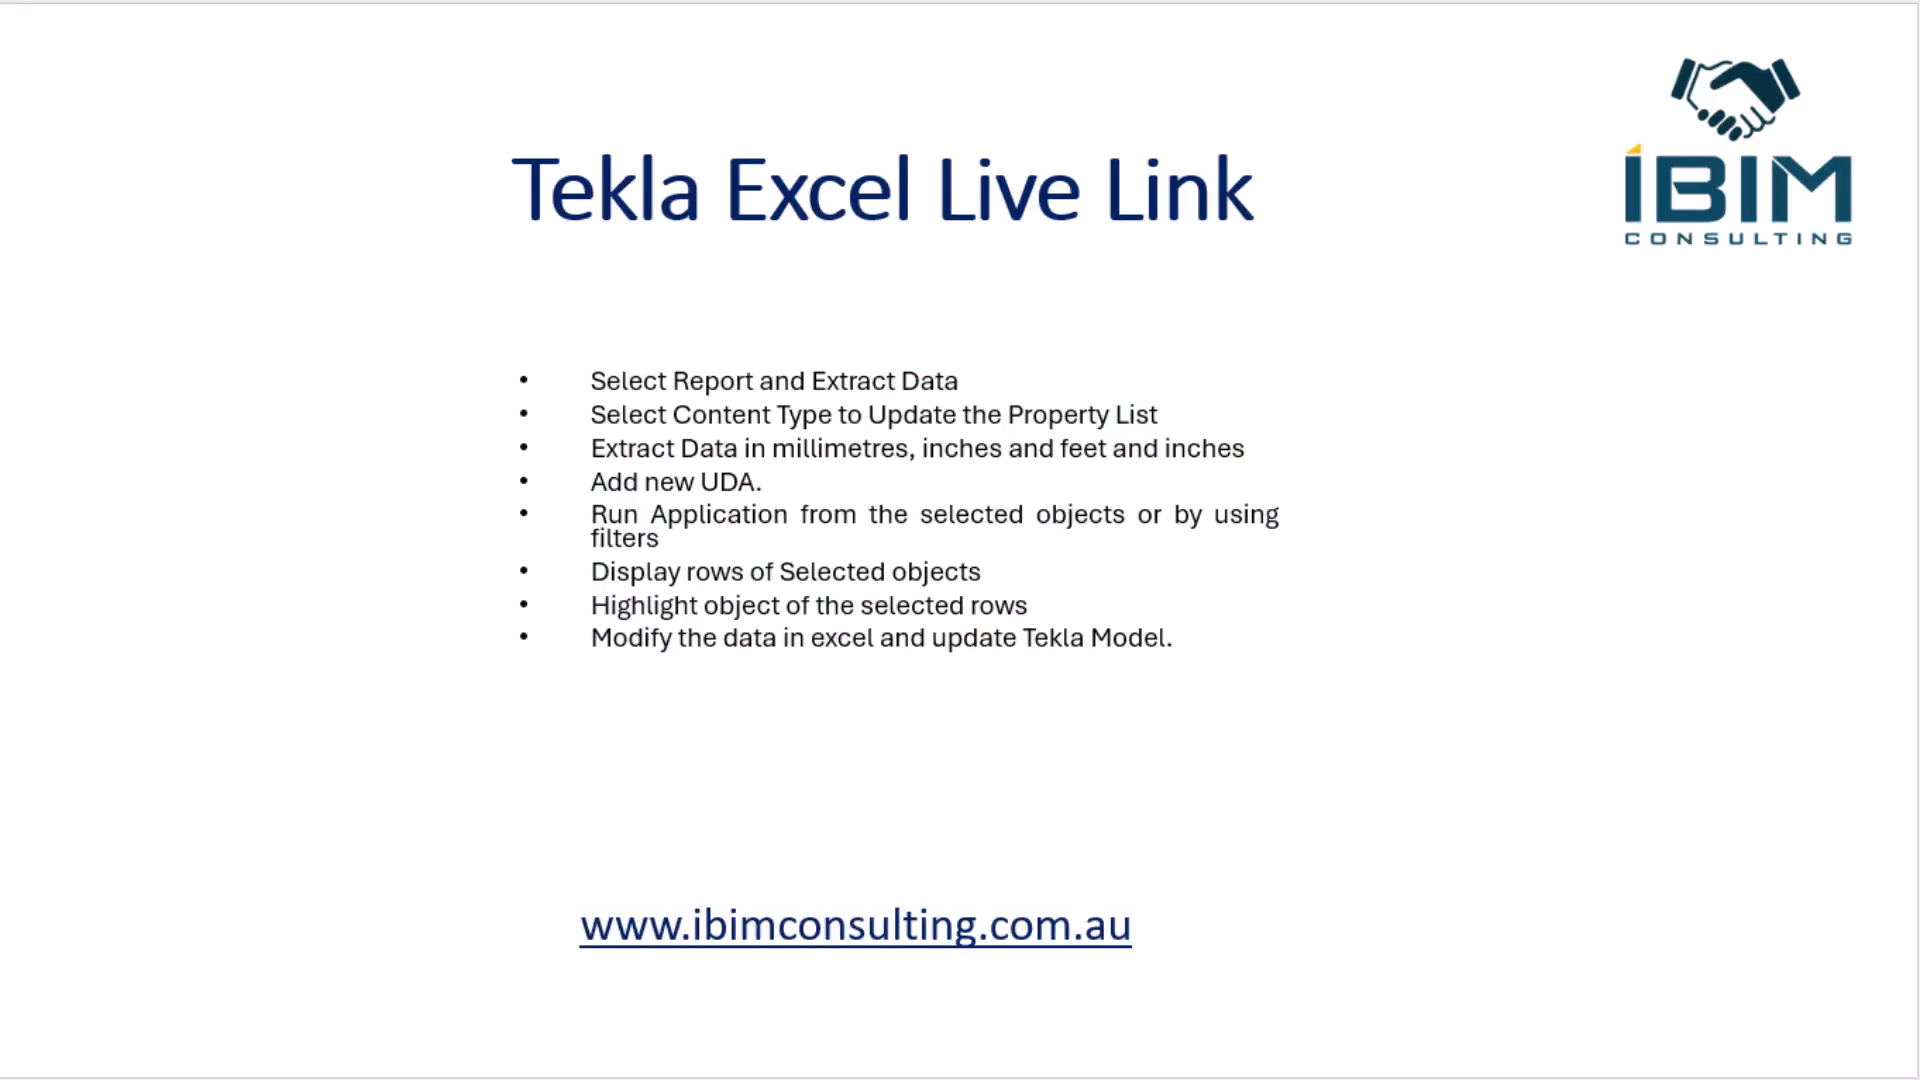 IBIM
CONSULTING
Tekla Excel Live Link
• Select Report and Extract Data
• Select Content Type to Update the Property List
• Extract Data in millimetres, inches and feet and inches
• Add new UDA.
• Run Application from the selected objects or by using
filters
• Display rows of Selected objects
• Highlight object of the selected rows
• Modify the data in excel and update Tekla Model.
www.ibimconsulting.com.au